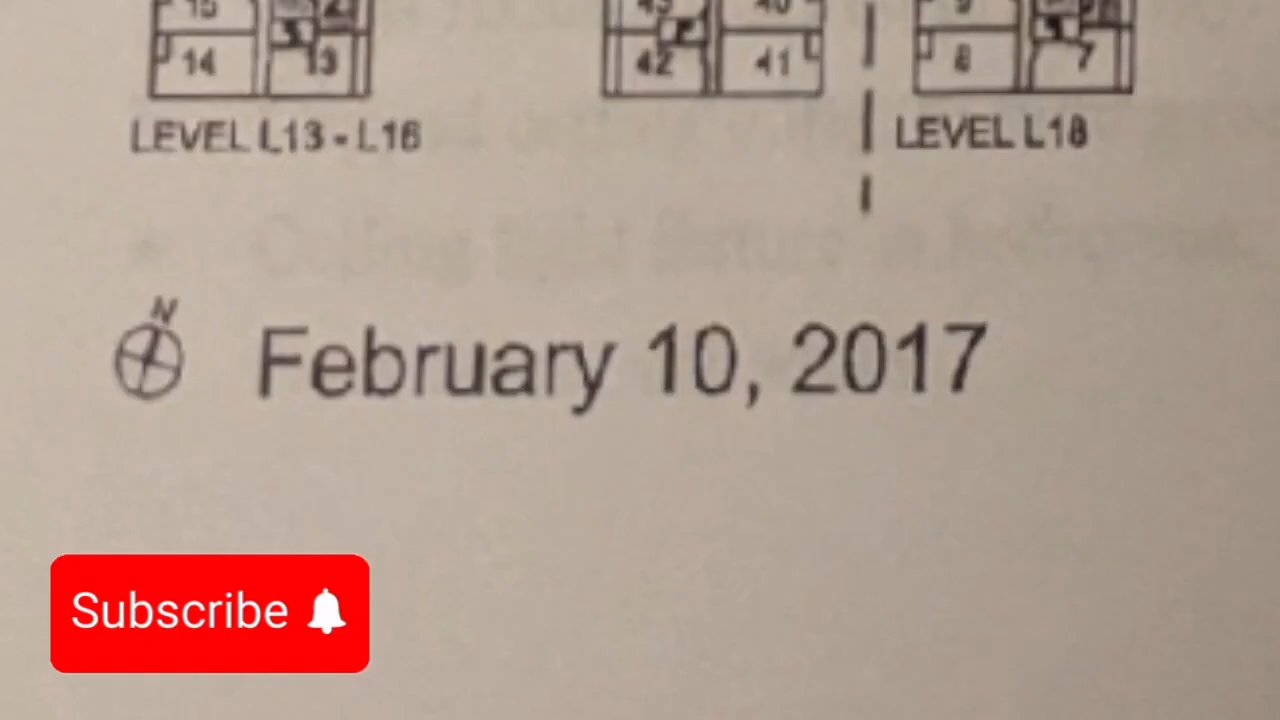 15
14 13
42 41
8 7
LEVEL L13 - L16
LEVEL L18
N
February 10, 2017
Subscribe